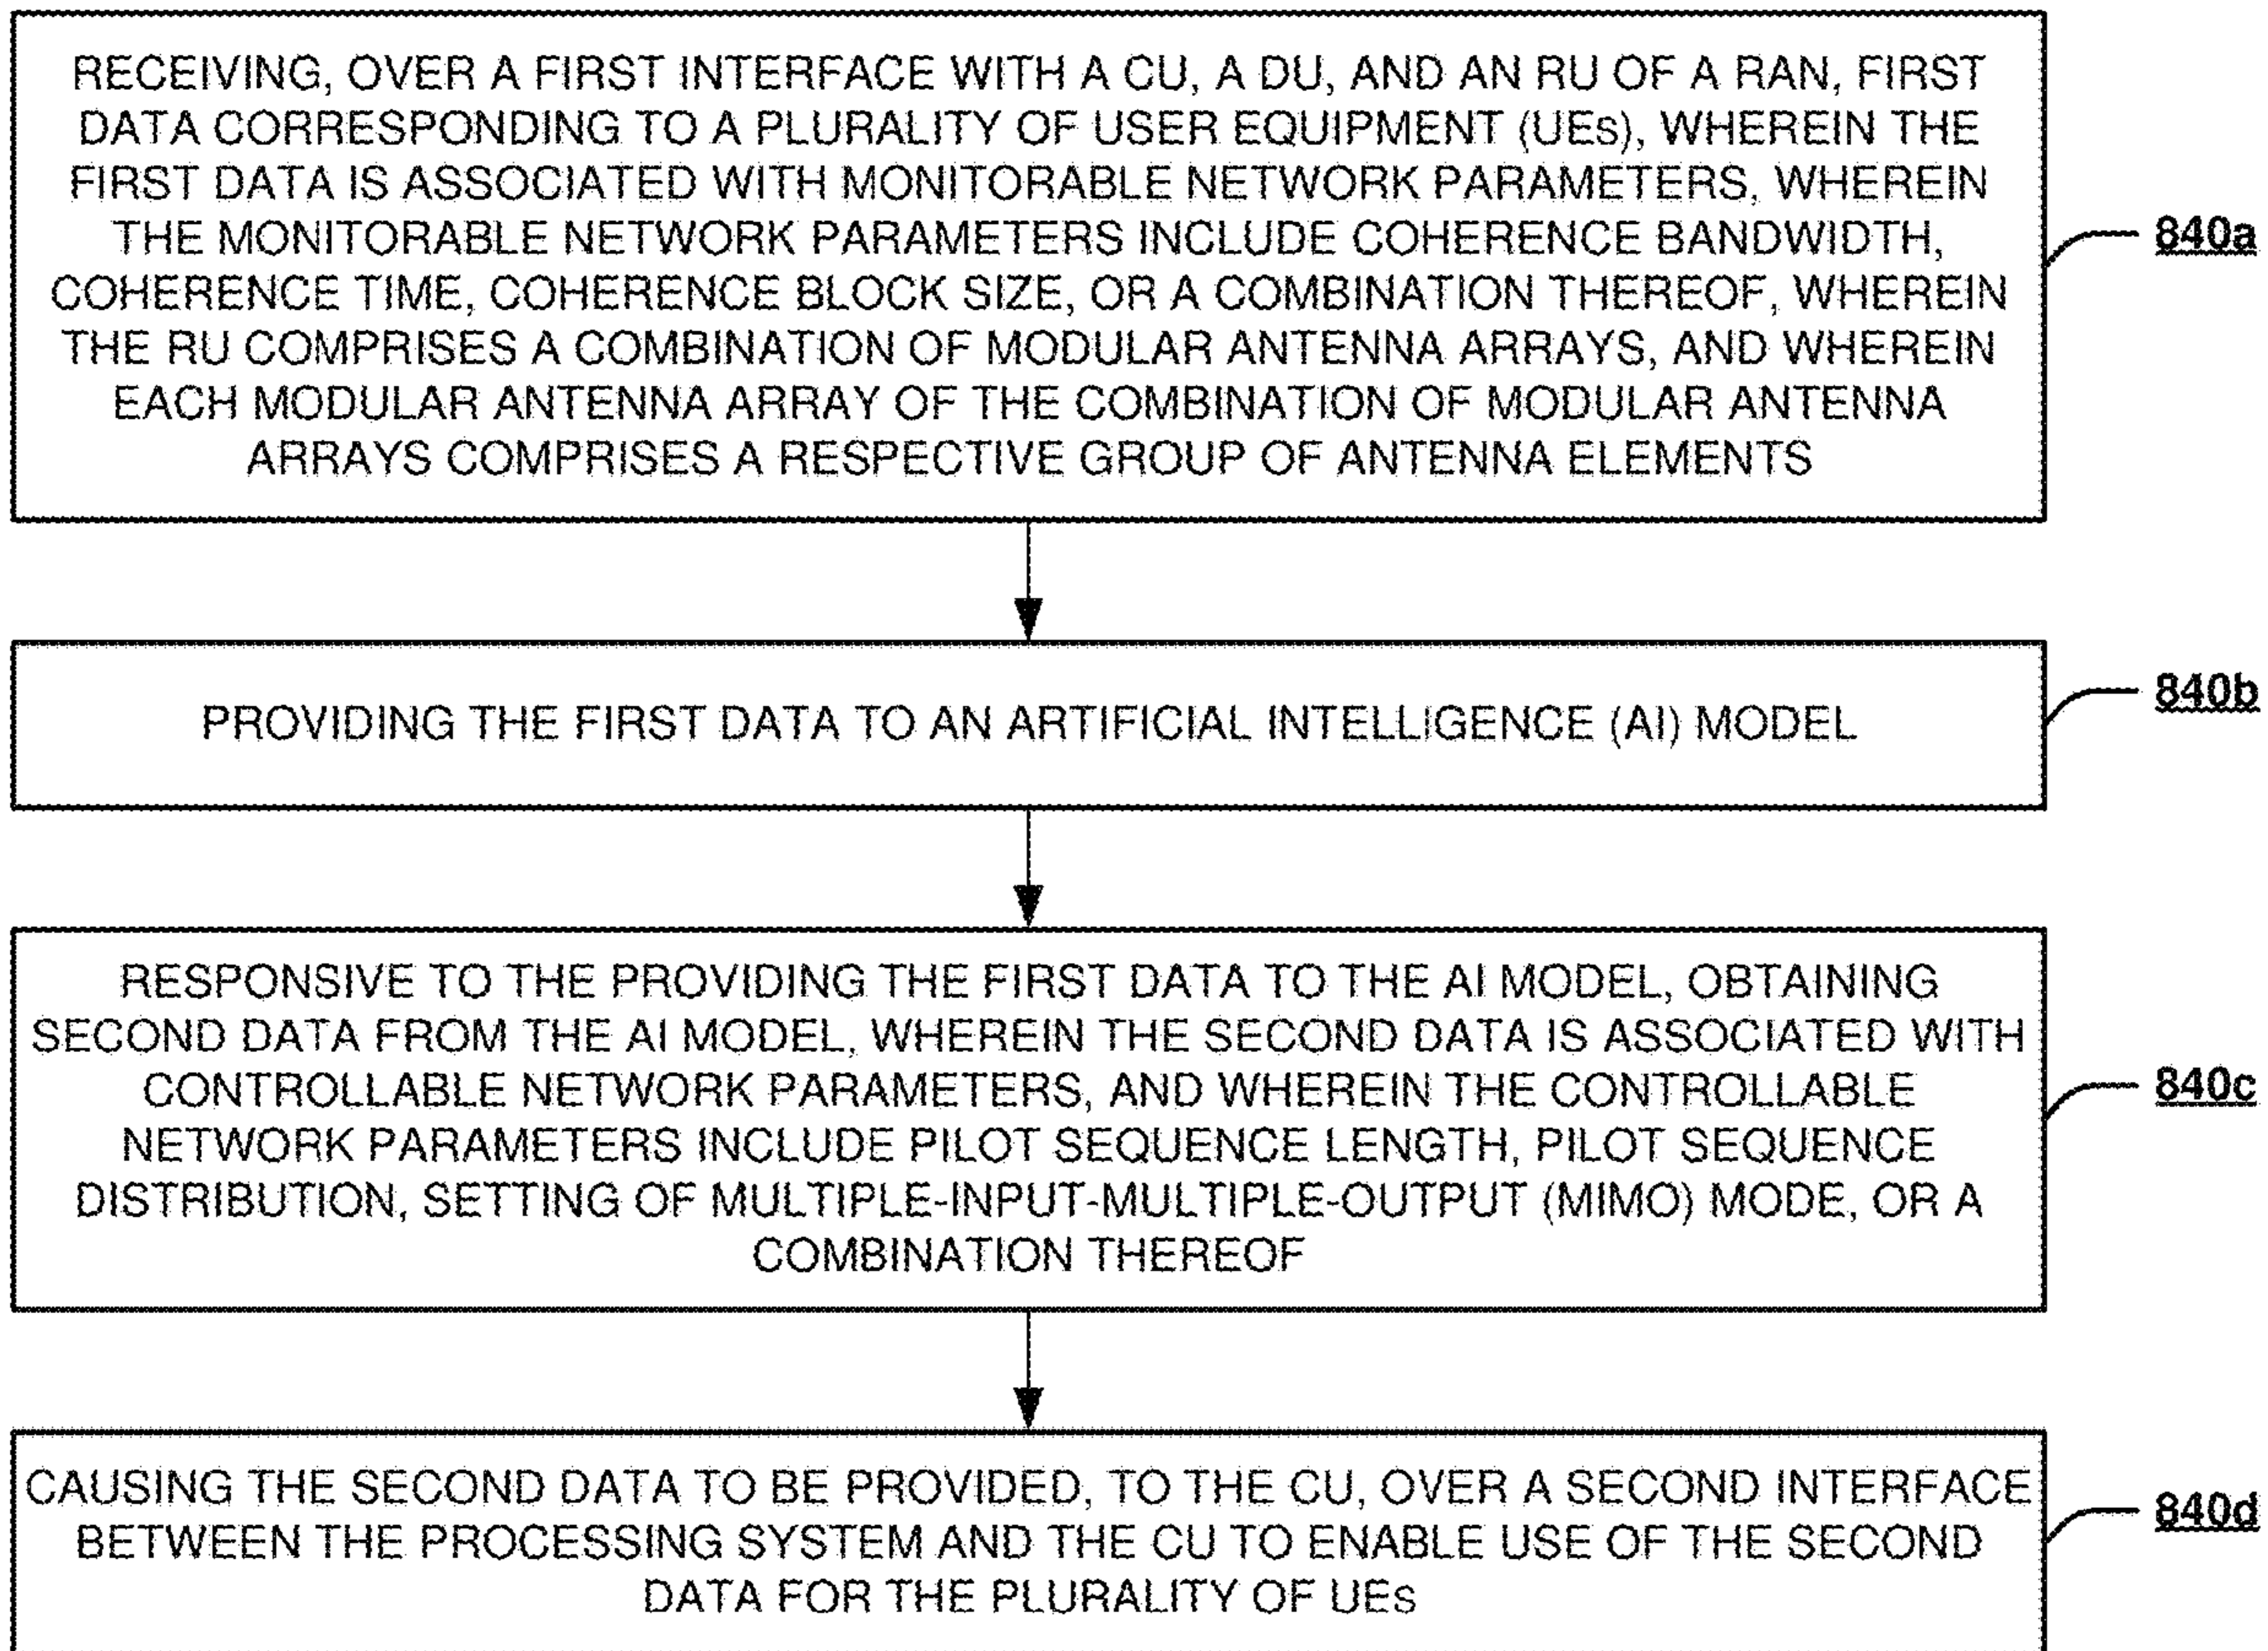 RECEIVING, OVER A FIRST INTERFACE WITH A CU, A DU, AND AN RU OF A RAN, FIRST
DATA CORRESPONDING TO A PLURALITY OF USER EQUIPMENT (UEs), WHEREIN THE
FIRST DATA IS ASSOCIATED WITH MONITORABLE NETWORK PARAMETERS, WHEREIN
THE MONITORABLE NETWORK PARAMETERS INCLUDE COHERENCE BANDWIDTH,
COHERENCE TIME, COHERENCE BLOCK SIZE, OR A COMBINATION THEREOF, WHEREIN
THE RU COMPRISES A COMBINATION OF MODULAR ANTENNA ARRAYS, AND WHEREIN
EACH MODULAR ANTENNA ARRAY OF THE COMBINATION OF MODULAR ANTENNA
ARRAYS COMPRISES A RESPECTIVE GROUP OF ANTENNA ELEMENTS
840a
PROVIDING THE FIRST DATA TO AN ARTIFICIAL INTELLIGENCE (AI) MODEL
840b
RESPONSIVE TO THE PROVIDING THE FIRST DATA TO THE AI MODEL, OBTAINING
SECOND DATA FROM THE AI MODEL, WHEREIN THE SECOND DATA IS ASSOCIATED WITH
CONTROLLABLE NETWORK PARAMETERS, AND WHEREIN THE CONTROLLABLE
NETWORK PARAMETERS INCLUDE PILOT SEQUENCE LENGTH, PILOT SEQUENCE
DISTRIBUTION, SETTING OF MULTIPLE-INPUT-MULTIPLE-OUTPUT (MIMO) MODE, OR A
COMBINATION THEREOF
840c
CAUSING THE SECOND DATA TO BE PROVIDED, TO THE CU, OVER A SECOND INTERFACE
BETWEEN THE PROCESSING SYSTEM AND THE CU TO ENABLE USE OF THE SECOND
DATA FOR THE PLURALITY OF UEs
840d